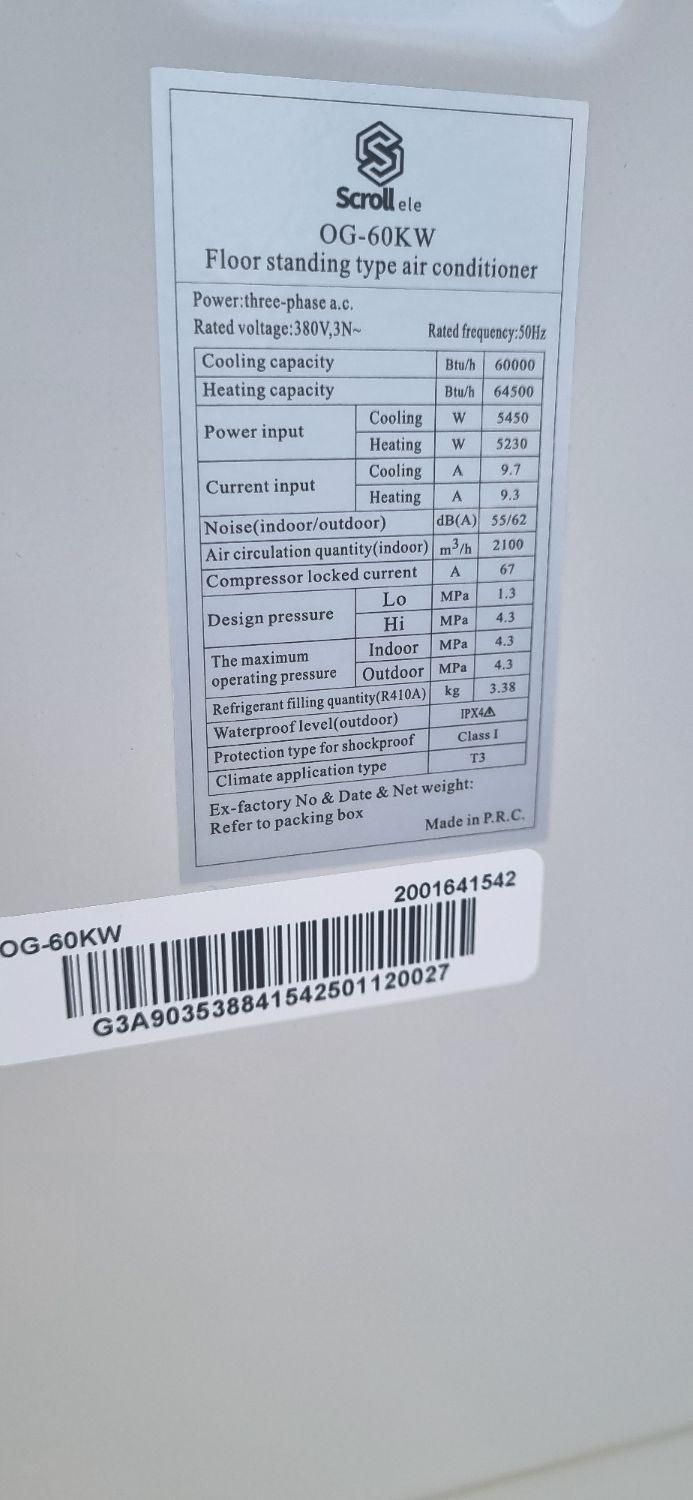 Scroll ele
OG-60KW
Floor standing type air conditioner
Power:three-phase a.c.
Rated voltage:380V,3N~ Rated frequency:50Hz
Cooling capacity Btu/h 60000
Heating capacity Btu/h 64500
Power input Cooling W 5450
Heating W 5230
Current input Cooling A 9.7
Heating A 9.3
Noise(indoor/outdoor) dB(A) 55/62
Air circulation quantity(indoor) m³/h 2100
Compressor locked current A 67
Design pressure Lo MPa 1.3
Hi MPa 4.3
The maximum operating pressure Indoor MPa 4.3
Outdoor MPa 4.3
Refrigerant filling quantity(R410A) kg 3.38
Waterproof level(outdoor) IPX4
Protection type for shockproof Class I
Climate application type T3
Ex-factory No & Date & Net weight:
Refer to packing box Made in P.R.C.
OG-60KW 2001641542
G3A903538841542501120027